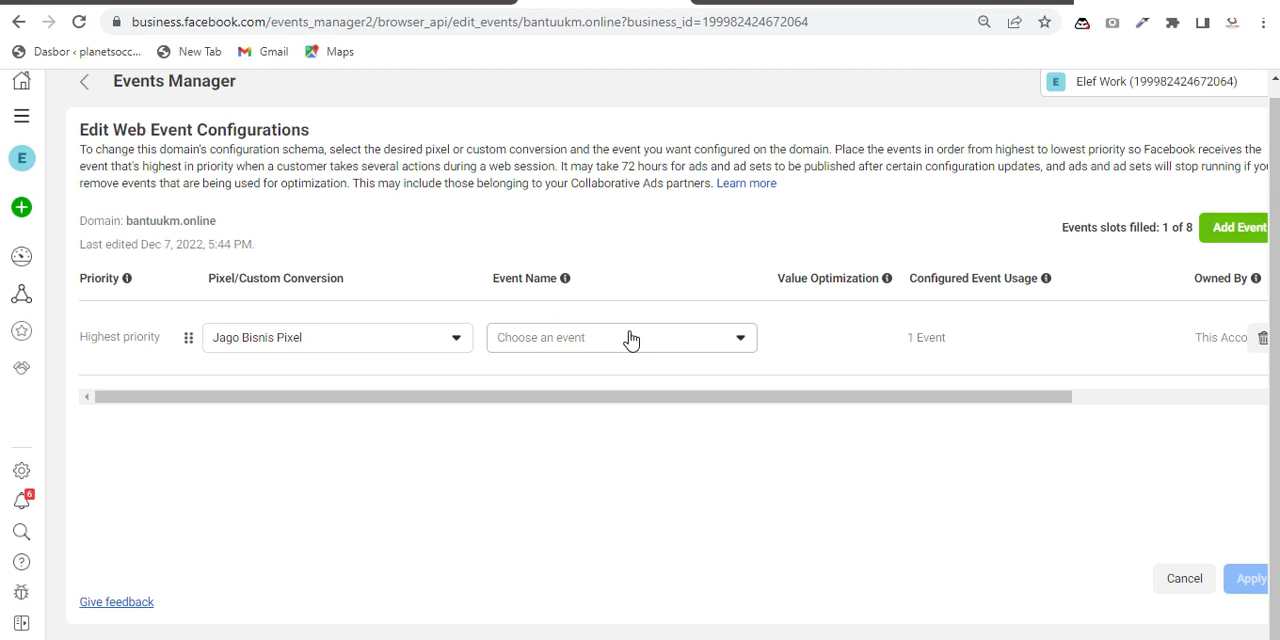 business.facebook.com/events_manager2/browser_api/edit_events/bantuukm.online?business_id=199982424672064
Dasbor ‹ planetsocc... New Tab Gmail Maps
Events Manager
E Elef Work (199982424672064)
E
Edit Web Event Configurations
To change this domain's configuration schema, select the desired pixel or custom conversion and the event you want configured on the domain. Place the events in order from highest to lowest priority so Facebook receives the
event that's highest in priority when a customer takes several actions during a web session. It may take 72 hours for ads and ad sets to be published after certain configuration updates, and ads and ad sets will stop running if you
remove events that are being used for optimization. This may include those belonging to your Collaborative Ads partners. Learn more
Domain: bantuukm.online
Last edited Dec 7, 2022, 5:44 PM.
Events slots filled: 1 of 8 Add Event
Priority Pixel/Custom Conversion Event Name Value Optimization Configured Event Usage Owned By
Highest priority Jago Bisnis Pixel Choose an event 1 Event This Acco
6
Cancel Apply
Give feedback